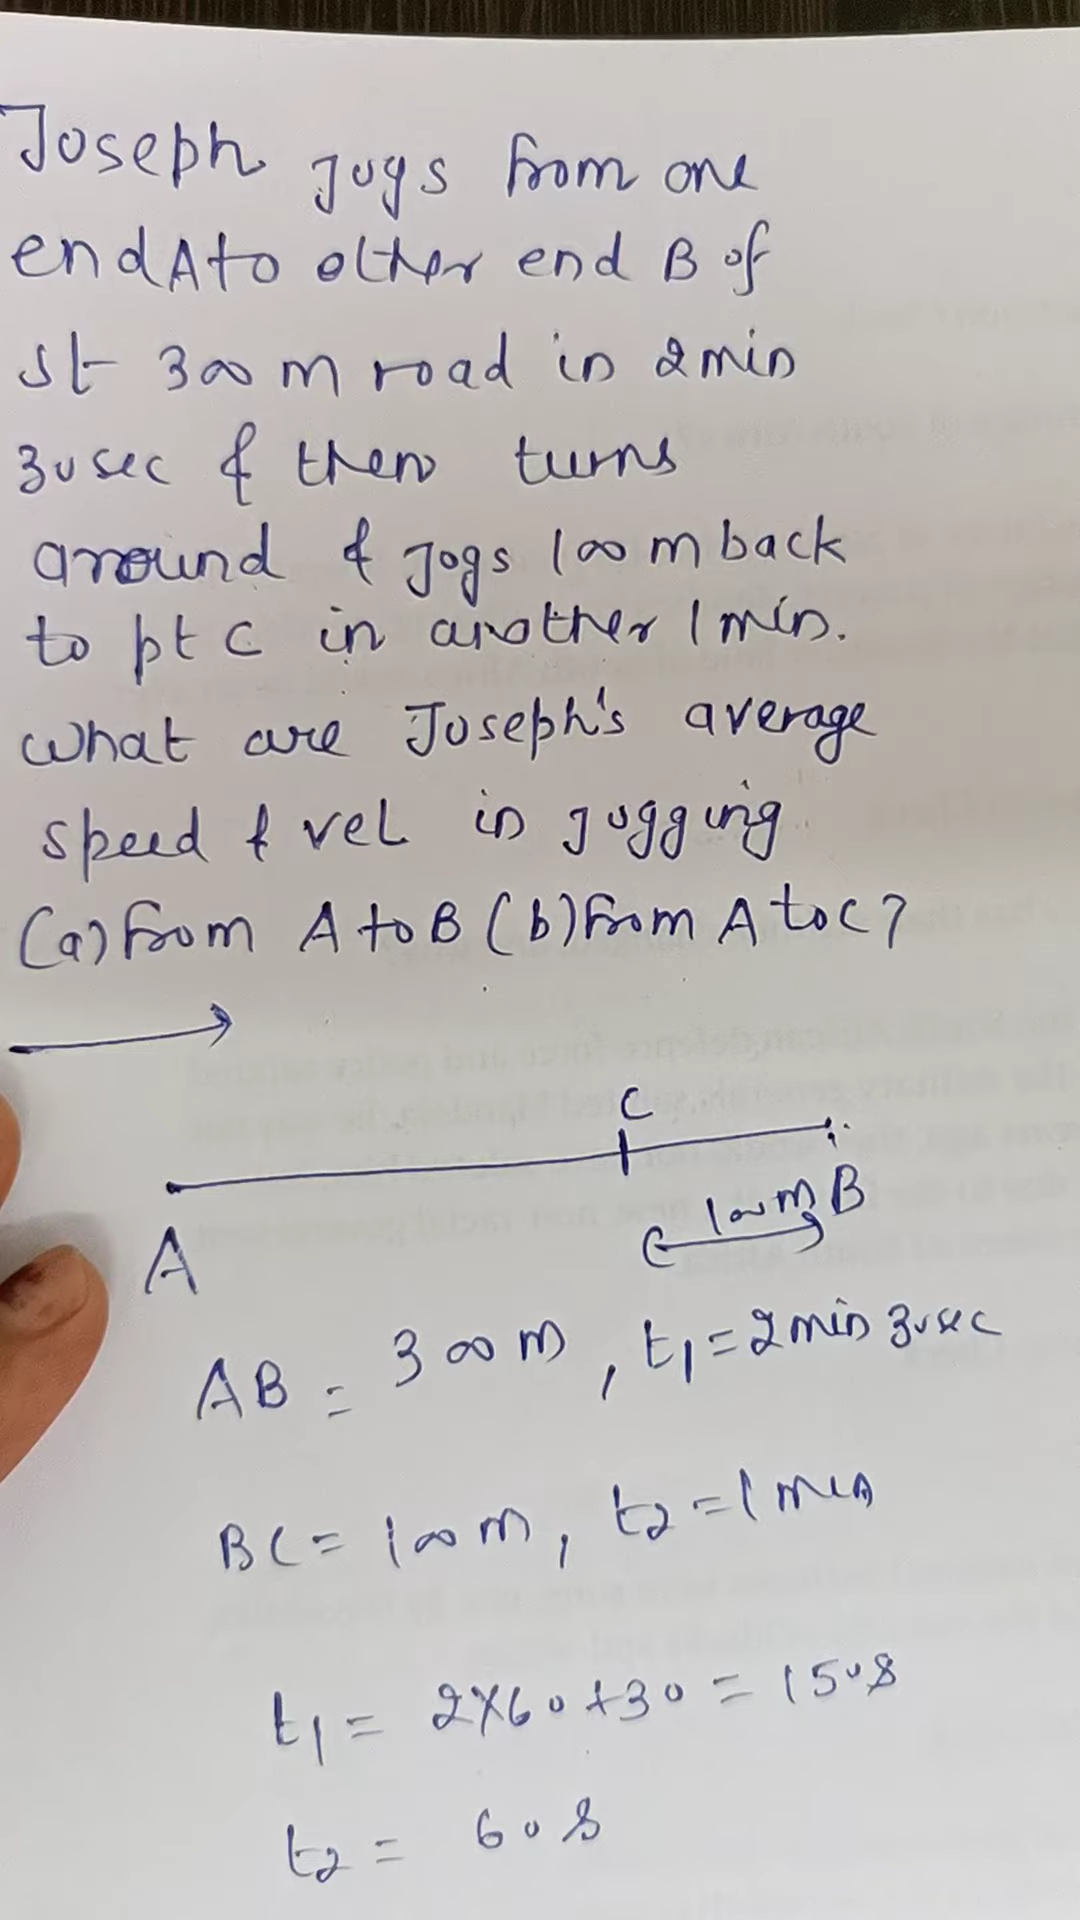 Joseph Jogs from one
end A to other end B of
st 300 m road in 2 min
30 sec & then turns
around & Jogs 100 m back
to pt C in another 1 min.
what are Joseph's average
speed & vel in jogging
(a) from A to B (b) from A to C?
C
100m B
A
AB = 300 m, t1 = 2 min 30 sec
BC = 100 m, t2 = 1 min
t1 = 2×60+30 = 150 s
t2 = 60 s